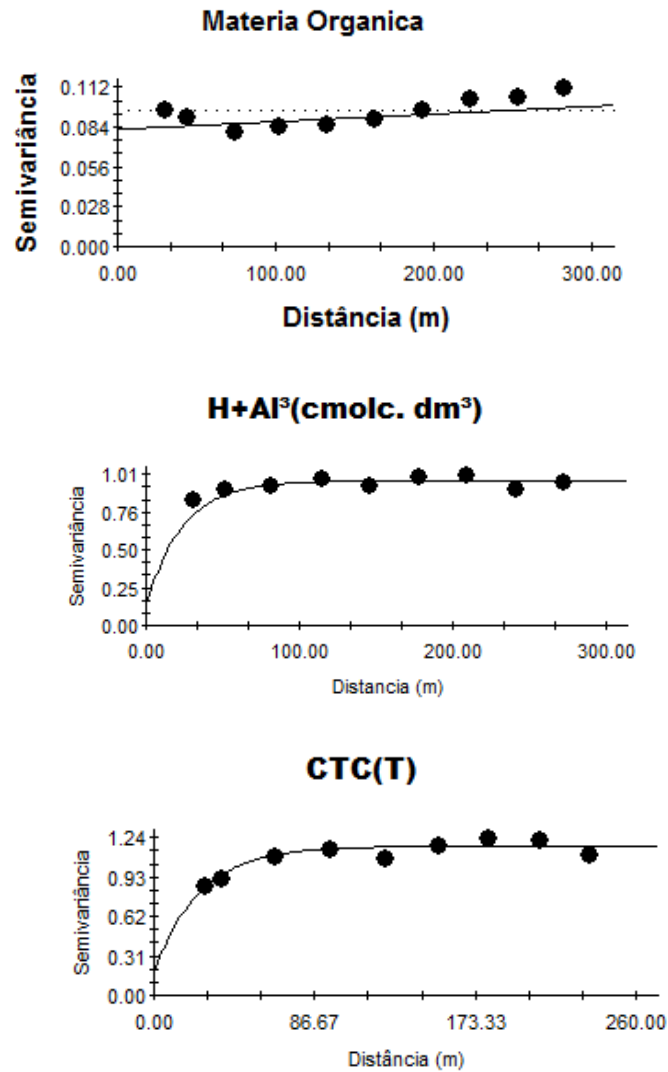 Materia Organica
Semivariância
0.112
0.084
0.056
0.028
0.000
0.00 100.00 200.00 300.00
Distância (m)
H+Al³(cmolc. dm³)
Semivariância
1.01
0.76
0.50
0.25
0.00
0.00 100.00 200.00 300.00
Distancia (m)
CTC(T)
Semivariância
1.24
0.93
0.62
0.31
0.00
0.00 86.67 173.33 260.00
Distância (m)